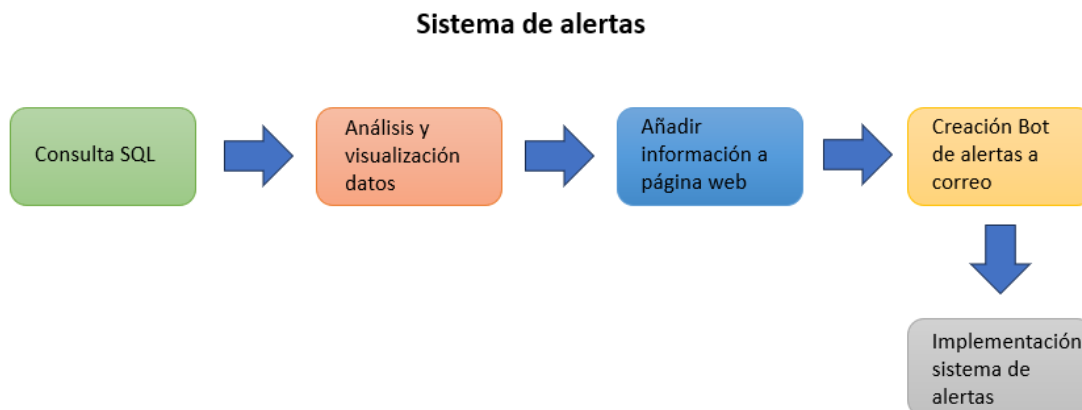 Sistema de alertas
Consulta SQL
Análisis y
visualización
datos
Añadir
información a
página web
Creación Bot
de alertas a
correo
Implementación
sistema de
alertas